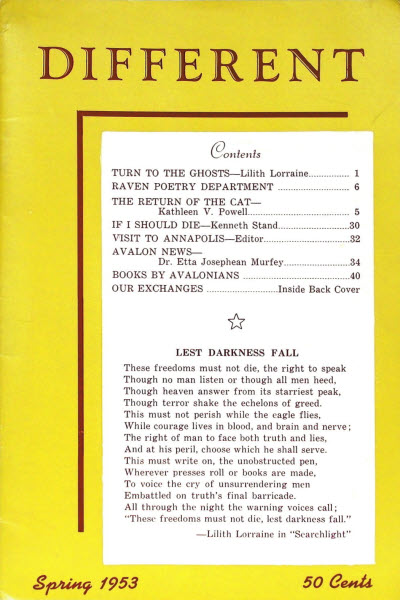 DIFFERENT
Contents
TURN TO THE GHOSTS—Lilith Lorraine................ 1
RAVEN POETRY DEPARTMENT .................... 6
THE RETURN OF THE CAT—
Kathleen V. Powell............................ 5
IF I SHOULD DIE—Kenneth Stand....................30
VISIT TO ANNAPOLIS—Editor........................32
AVALON NEWS—
Dr. Etta Josephean Murfey....................34
BOOKS BY AVALONIANS ..............................40
OUR EXCHANGES ....................Inside Back Cover
☆
LEST DARKNESS FALL
These freedoms must not die, the right to speak
Though no man listen or though all men heed,
Though heaven answer from its starriest peak,
Though terror shake the echelons of greed.
This must not perish while the eagle flies,
While courage lives in blood, and brain and nerve;
The right of man to face both truth and lies,
And at his peril, choose which he shall serve.
This must write on, the unobstructed pen,
Wherever presses roll or books are made,
To voice the cry of unsurrendering men
Embattled on truth's final barricade.
All through the night the warning voices call;
"These freedoms must not die, lest darkness fall."
—Lilith Lorraine in "Searchlight"
Spring 1953
50 Cents